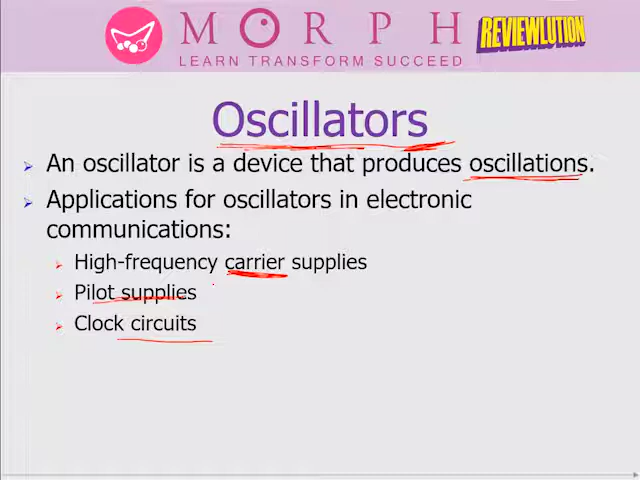 MORPH
REVIEWLUTION
LEARN TRANSFORM SUCCEED
Oscillators
An oscillator is a device that produces oscillations.
Applications for oscillators in electronic
communications:
High-frequency carrier supplies
Pilot supplies
Clock circuits